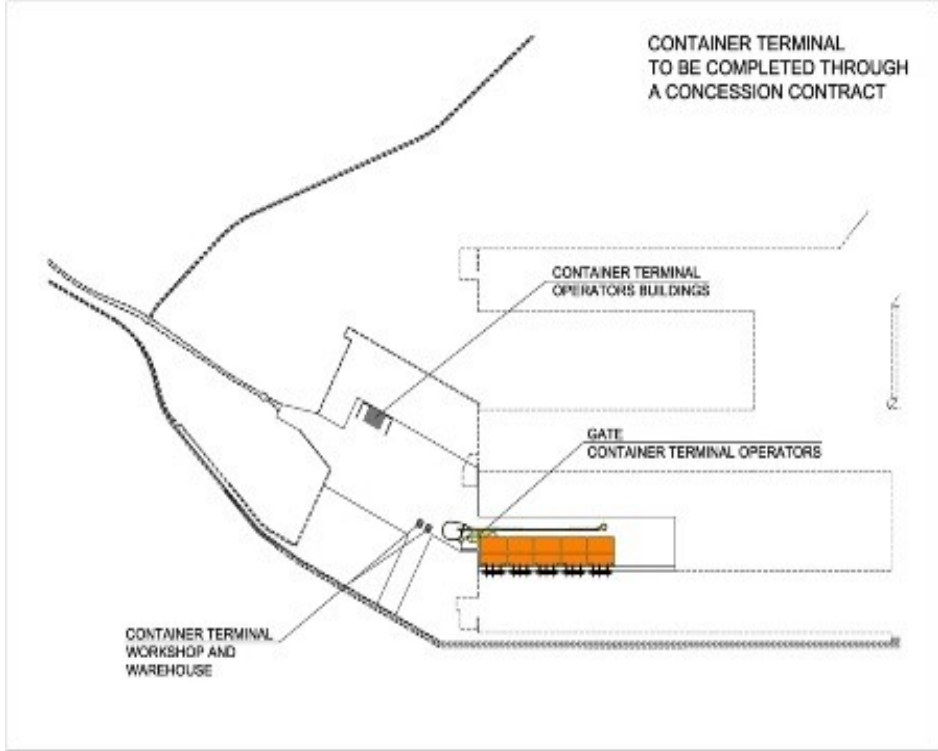 CONTAINER TERMINAL
TO BE COMPLETED THROUGH
A CONCESSION CONTRACT
CONTAINER TERMINAL
OPERATORS BUILDINGS
GATE
CONTAINER TERMINAL OPERATORS
CONTAINER TERMINAL
WORKSHOP AND
WAREHOUSE